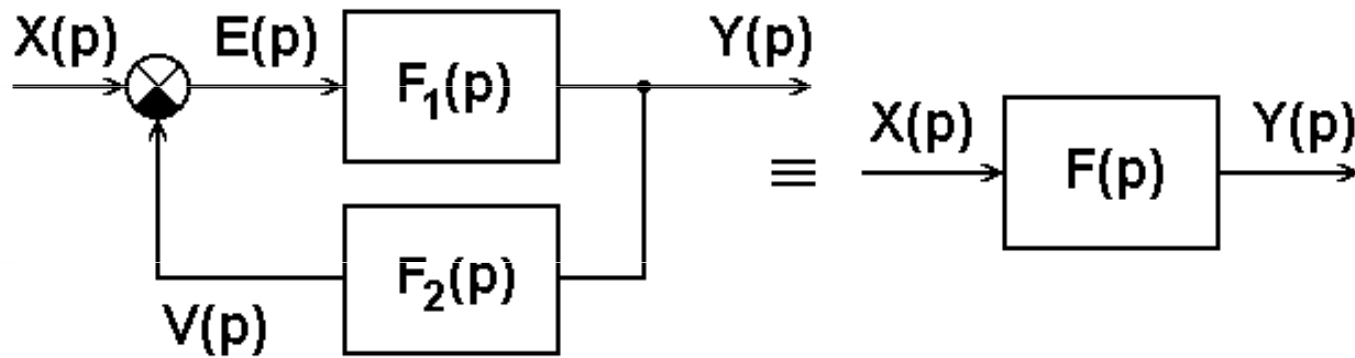 X(p) E(p) F₁(p) Y(p)
X(p) F(p) Y(p)
≡
F₂(p)
V(p)